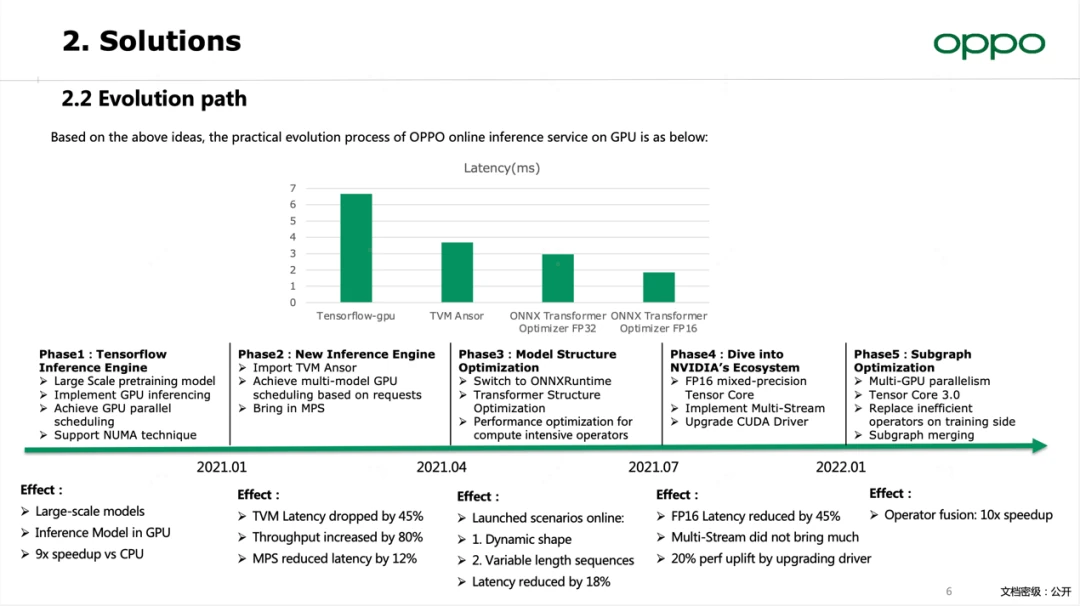 2. Solutions
oppo
2.2 Evolution path
Based on the above ideas, the practical evolution process of OPPO online inference service on GPU is as below:
Latency(ms)
7
6
5
4
3
2
1
0
Tensorflow-gpu
TVM Ansor
ONNX Transformer
Optimizer FP32
ONNX Transformer
Optimizer FP16
Phase1：Tensorflow
Inference Engine
➢ Large Scale pretraining model
➢ Implement GPU inferencing
➢ Achieve GPU parallel
scheduling
➢ Support NUMA technique
Phase2：New Inference Engine
➢ Import TVM Ansor
➢ Achieve multi-model GPU
scheduling based on requests
➢ Bring in MPS
Phase3：Model Structure
Optimization
➢ Switch to ONNXRuntime
➢ Transformer Structure
Optimization
➢ Performance optimization for
compute intensive operators
Phase4：Dive into
NVIDIA’s Ecosystem
➢ FP16 mixed-precision
Tensor Core
➢ Implement Multi-Stream
➢ Upgrade CUDA Driver
Phase5：Subgraph
Optimization
➢ Multi-GPU parallelism
➢ Tensor Core 3.0
➢ Replace inefficient
operators on training side
➢ Subgraph merging
2021.01
2021.04
2021.07
2022.01
Effect：
➢ Large-scale models
➢ Inference Model in GPU
➢ 9x speedup vs CPU
Effect：
➢ TVM Latency dropped by 45%
➢ Throughput increased by 80%
➢ MPS reduced latency by 12%
Effect：
➢ Launched scenarios online:
➢ 1. Dynamic shape
➢ 2. Variable length sequences
➢ Latency reduced by 18%
Effect：
➢ FP16 Latency reduced by 45%
➢ Multi-Stream did not bring much
➢ 20% perf uplift by upgrading driver
Effect：
➢ Operator fusion: 10x speedup
6
文档密级：公开